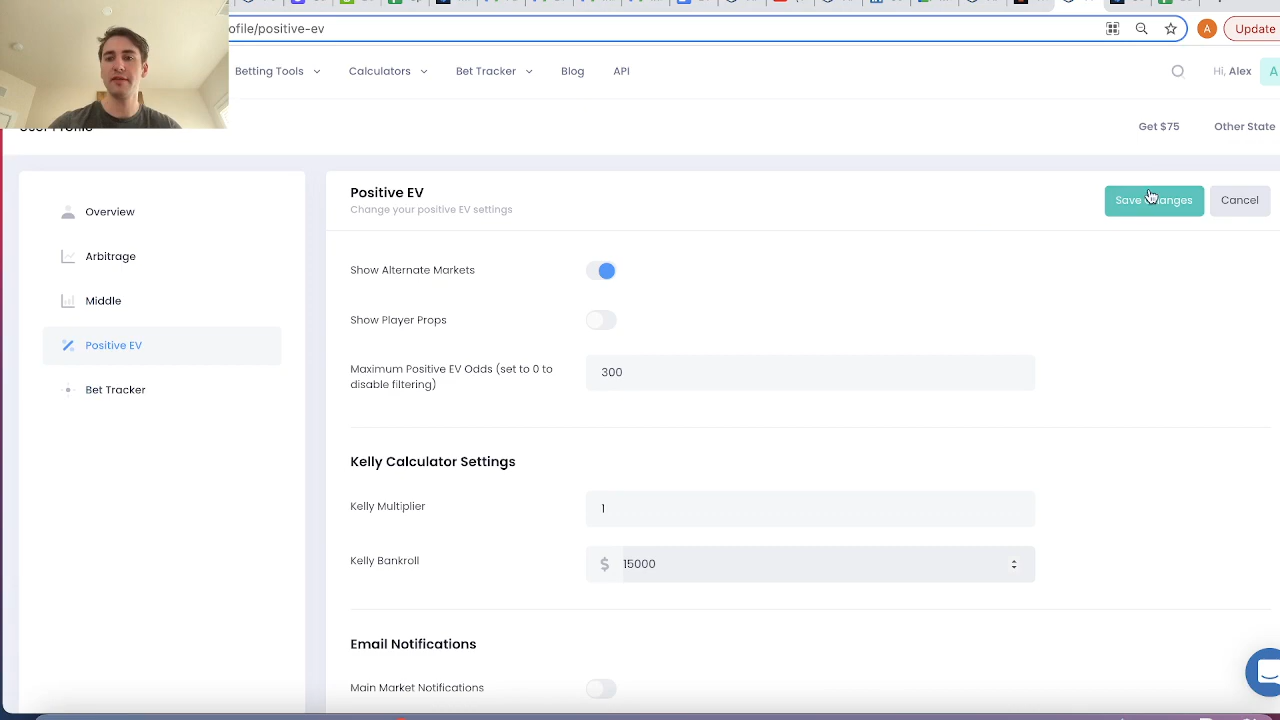 ofile/positive-ev
A
Update
Betting Tools
Calculators
Bet Tracker
Blog
API
Hi, Alex
A
Get $75
Other State
Overview
Arbitrage
Middle
Positive EV
Bet Tracker
Positive EV
Change your positive EV settings
Save Changes
Cancel
Show Alternate Markets
Show Player Props
Maximum Positive EV Odds (set to 0 to
disable filtering)
300
Kelly Calculator Settings
Kelly Multiplier
1
Kelly Bankroll
$
15000
Email Notifications
Main Market Notifications